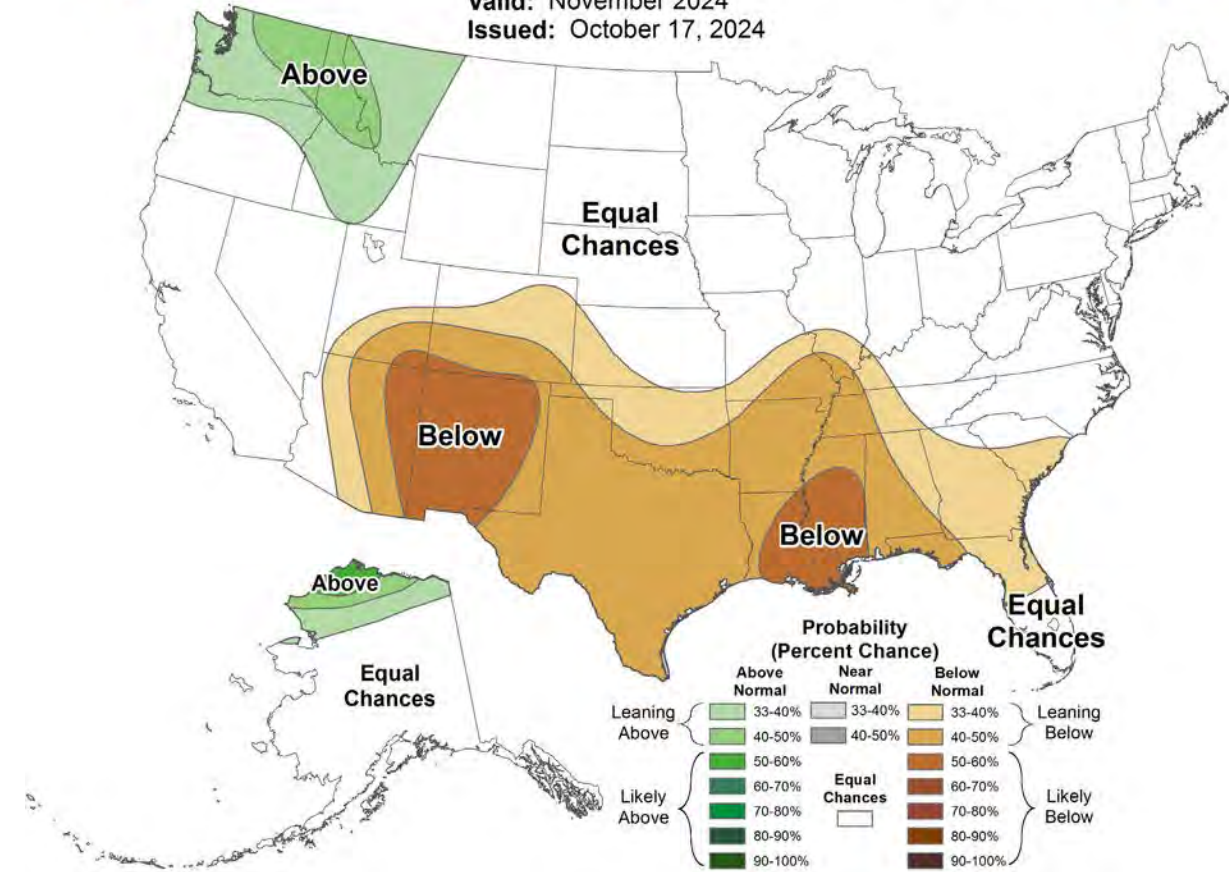 Valid: November 2024
Issued: October 17, 2024
Above
Equal
Chances
Below
Below
Above
Equal
Chances
Equal
Chances
Probability
(Percent Chance)
Above
Normal
Near
Normal
Below
Normal
Leaning
Above
33-40%
33-40%
33-40%
Leaning
Below
40-50%
40-50%
40-50%
Likely
Above
50-60%
60-70%
70-80%
80-90%
90-100%
Equal
Chances
50-60%
60-70%
70-80%
80-90%
90-100%
Likely
Below